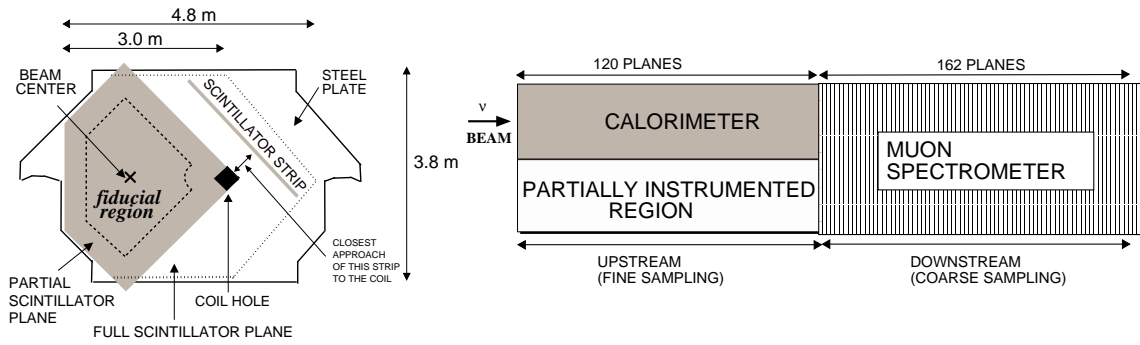 4.8 m
3.0 m
BEAM
CENTER
STEEL
PLATE
SCINTILLATOR STRIP
3.8 m
fiducial
region
CLOSEST
APPROACH
OF THIS STRIP
TO THE COIL
PARTIAL
SCINTILLATOR
PLANE
COIL HOLE
FULL SCINTILLATOR PLANE
120 PLANES
162 PLANES
ν
BEAM
CALORIMETER
MUON
SPECTROMETER
PARTIALLY INSTRUMENTED
REGION
UPSTREAM
(FINE SAMPLING)
DOWNSTREAM
(COARSE SAMPLING)